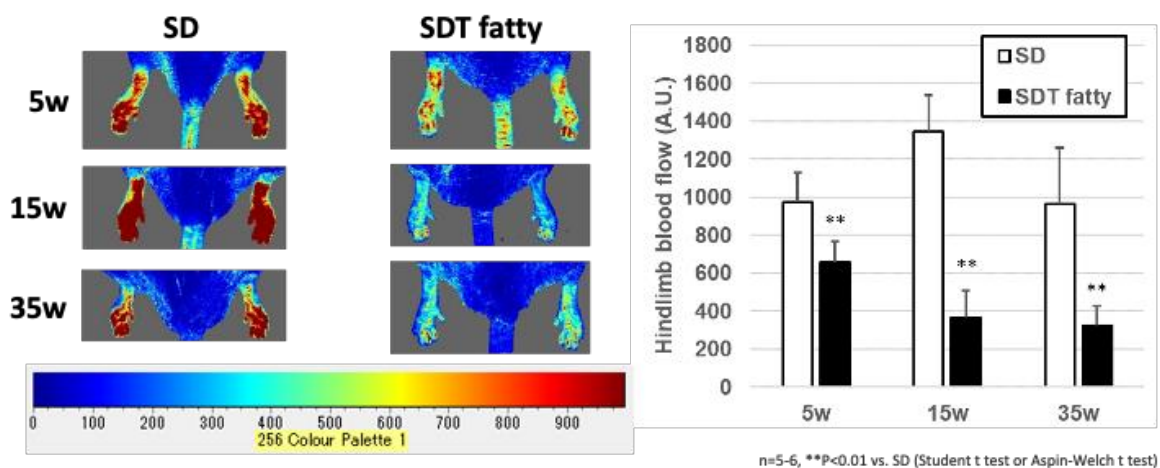 SD
SDT fatty
5w
15w
35w
0 100 200 300 400 500 600 700 800 900
256 Colour Palette 1
Hindlimb blood flow (A.U.)
1800
1600
1400
1200
1000
800
600
400
200
0
SD
SDT fatty
**
**
**
5w
15w
35w
n=5-6, **P<0.01 vs. SD (Student t test or Aspin-Welch t test)